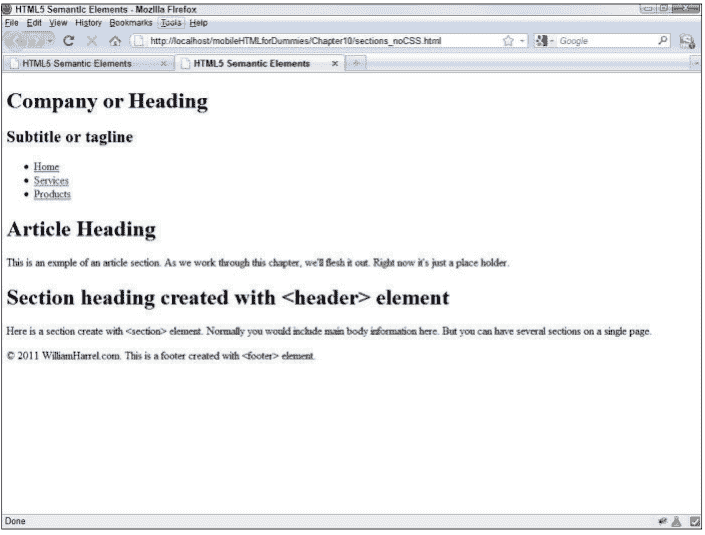 HTML5 Semantic Elements - Mozilla Firefox
File Edit View History Bookmarks Tools Help
http://localhost/mobileHTMLforDummies/Chapter10/sections_noCSS.html
Google
HTML5 Semantic Elements
HTML5 Semantic Elements
Company or Heading
Subtitle or tagline
Home
Services
Products
Article Heading
This is an exmple of an article section. As we work through this chapter, we'll flesh it out. Right now it's just a place holder.
Section heading created with <header> element
Here is a section create with <section> element. Normally you would include main body information here. But you can have several sections on a single page.
© 2011 WilliamHarrel.com. This is a footer created with <footer> element.
Done